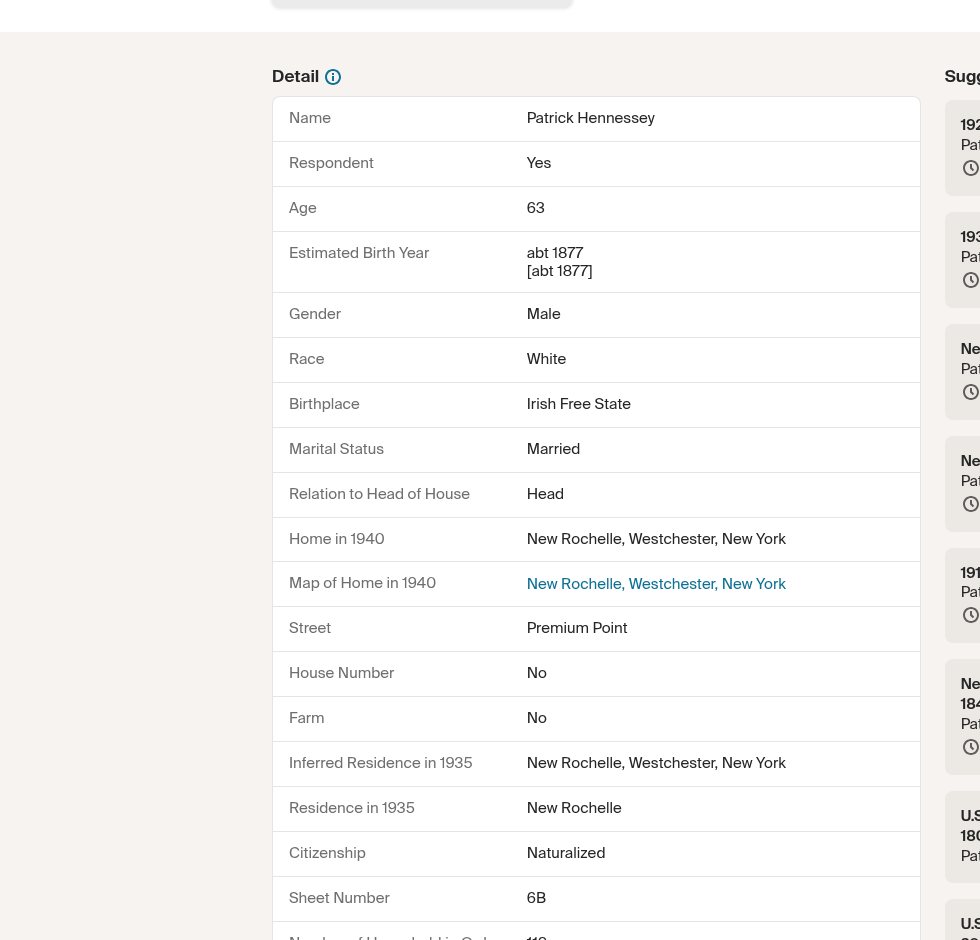 Detail
Name Patrick Hennessey
Respondent Yes
Age 63
Estimated Birth Year abt 1877
[abt 1877]
Gender Male
Race White
Birthplace Irish Free State
Marital Status Married
Relation to Head of House Head
Home in 1940 New Rochelle, Westchester, New York
Map of Home in 1940 New Rochelle, Westchester, New York
Street Premium Point
House Number No
Farm No
Inferred Residence in 1935 New Rochelle, Westchester, New York
Residence in 1935 New Rochelle
Citizenship Naturalized
Sheet Number 6B